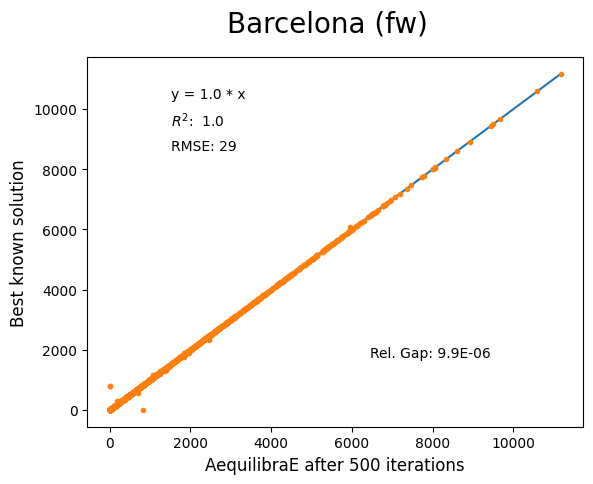 Barcelona (fw)
y = 1.0 * x
R²: 1.0
RMSE: 29
Rel. Gap: 9.9E-06
Best known solution
10000
8000
6000
4000
2000
0
0 2000 4000 6000 8000 10000
AequilibraE after 500 iterations